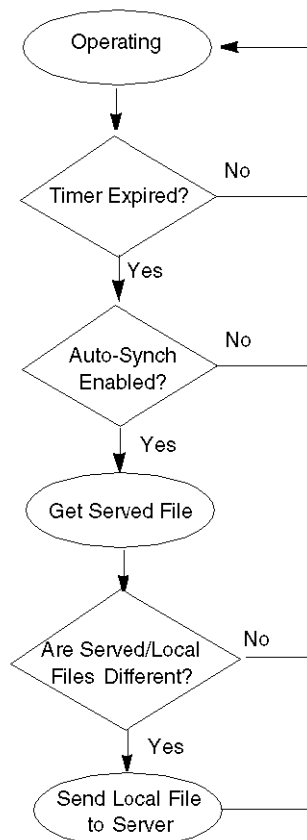 Operating
Timer Expired?
No
Yes
Auto-Synch
Enabled?
No
Yes
Get Served File
Are Served/Local
Files Different?
No
Yes
Send Local File
to Server